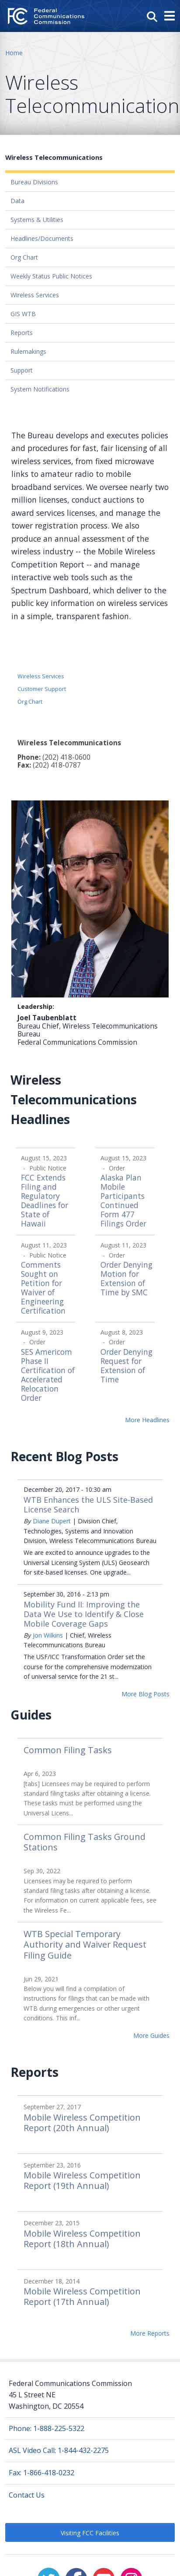 Federal
Communications
Commission
Home
Wireless
Telecommunications
Wireless Telecommunications
Bureau Divisions
Data
Systems & Utilities
Headlines/Documents
Org Chart
Weekly Status Public Notices
Wireless Services
GIS WTB
Reports
Rulemakings
Support
System Notifications
The Bureau develops and executes policies
and procedures for fast, fair licensing of all
wireless services, from fixed microwave
links to amateur radio to mobile
broadband services. We oversee nearly two
million licenses, conduct auctions to
award services licenses, and manage the
tower registration process. We also
produce an annual assessment of the
wireless industry -- the Mobile Wireless
Competition Report -- and manage
interactive web tools such as the
Spectrum Dashboard, which deliver to the
public key information on wireless services
in a simple, transparent fashion.
Wireless Services
Customer Support
Org Chart
Wireless Telecommunications
Phone: (202) 418-0600
Fax: (202) 418-0787
Leadership:
Joel Taubenblatt
Bureau Chief, Wireless Telecommunications
Bureau
Federal Communications Commission
Wireless
Telecommunications
Headlines
August 15, 2023
- Public Notice
FCC Extends
Filing and
Regulatory
Deadlines for
State of
Hawaii
August 15, 2023
- Order
Alaska Plan
Mobile
Participants
Continued
Form 477
Filings Order
August 11, 2023
- Public Notice
Comments
Sought on
Petition for
Waiver of
Engineering
Certification
August 11, 2023
- Order
Order Denying
Motion for
Extension of
Time by SMC
August 9, 2023
- Order
SES Americom
Phase II
Certification of
Accelerated
Relocation
Order
August 8, 2023
- Order
Order Denying
Request for
Extension of
Time
More Headlines
Recent Blog Posts
December 20, 2017 - 10:30 am
WTB Enhances the ULS Site-Based
License Search
By Diane Dupert | Division Chief,
Technologies, Systems and Innovation
Division, Wireless Telecommunications Bureau
We are excited to announce upgrades to the
Universal Licensing System (ULS) Geosearch
for site-based licenses. One upgrade...
September 30, 2016 - 2:13 pm
Mobility Fund II: Improving the
Data We Use to Identify & Close
Mobile Coverage Gaps
By Jon Wilkins | Chief, Wireless
Telecommunications Bureau
The USF/ICC Transformation Order set the
course for the comprehensive modernization
of universal service for the 21 st...
More Blog Posts
Guides
Common Filing Tasks
Apr 6, 2023
[tabs] Licensees may be required to perform
standard filing tasks after obtaining a license.
These tasks must be performed using the
Universal Licens...
Common Filing Tasks Ground
Stations
Sep 30, 2022
Licensees may be required to perform
standard filing tasks after obtaining a license.
For information on current applicable fees, see
the Wireless Fe...
WTB Special Temporary
Authority and Waiver Request
Filing Guide
Jun 29, 2021
Below you will find a compilation of
instructions for filings that can be made with
WTB during emergencies or other urgent
conditions. This inf...
More Guides
Reports
September 27, 2017
Mobile Wireless Competition
Report (20th Annual)
September 23, 2016
Mobile Wireless Competition
Report (19th Annual)
December 23, 2015
Mobile Wireless Competition
Report (18th Annual)
December 18, 2014
Mobile Wireless Competition
Report (17th Annual)
More Reports
Federal Communications Commission
45 L Street NE
Washington, DC 20554
Phone: 1-888-225-5322
ASL Video Call: 1-844-432-2275
Fax: 1-866-418-0232
Contact Us
Visiting FCC Facilities